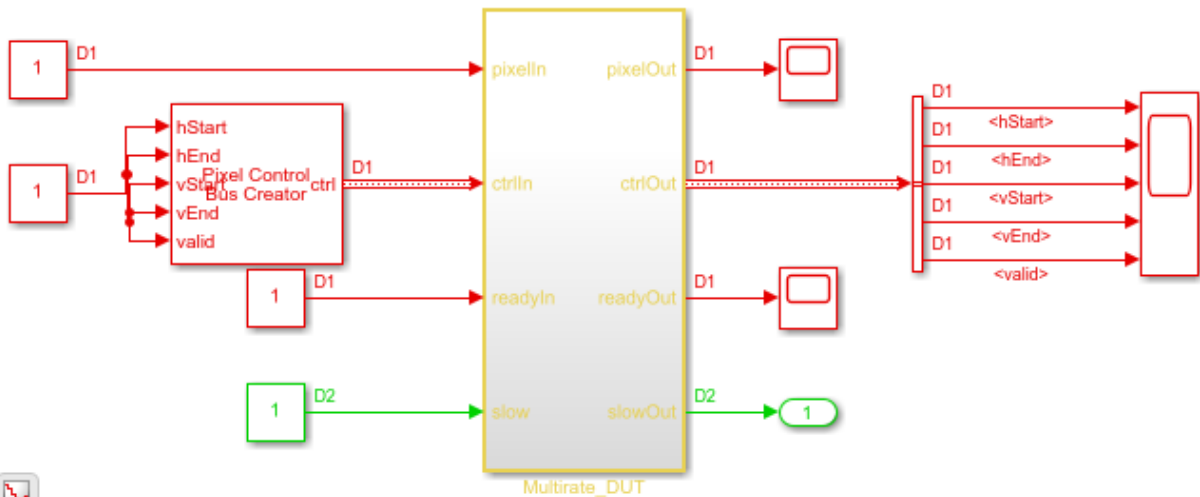 1
D1
pixelIn
pixelOut
D1
1
D1
hStart
hEnd
vStart
vEnd
valid
Pixel Control
Bus Creator
ctrl
D1
ctrlIn
ctrlOut
D1
D1
<hStart>
D1
<hEnd>
D1
<vStart>
D1
<vEnd>
D1
<valid>
1
D1
readyIn
readyOut
D1
1
D2
slow
slowOut
D2
1
Multirate_DUT